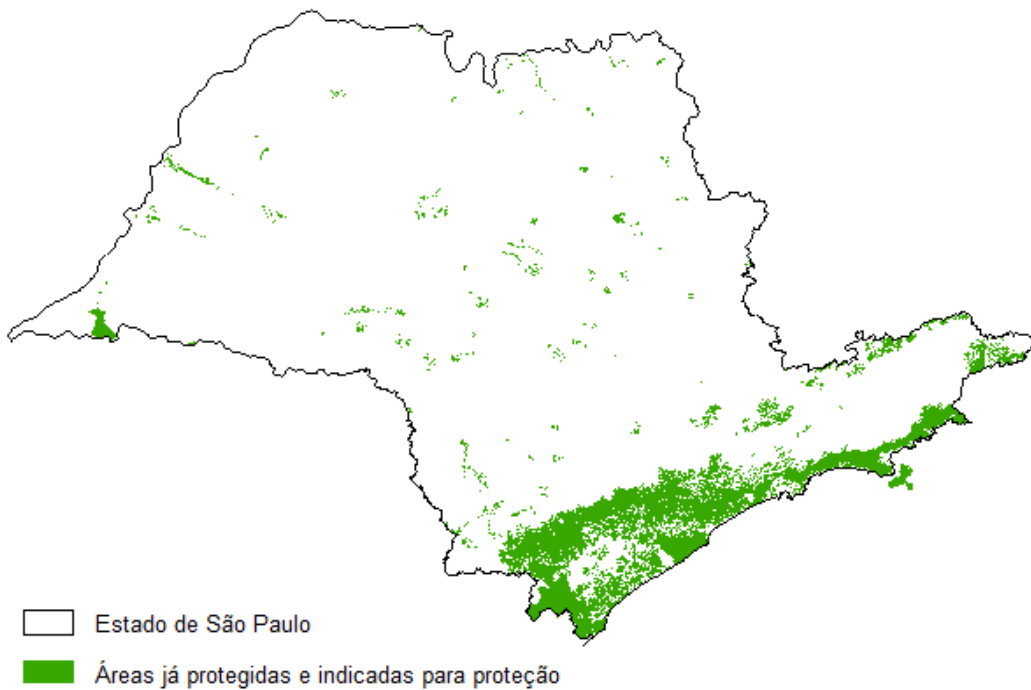 Estado de São Paulo
Áreas já protegidas e indicadas para proteção